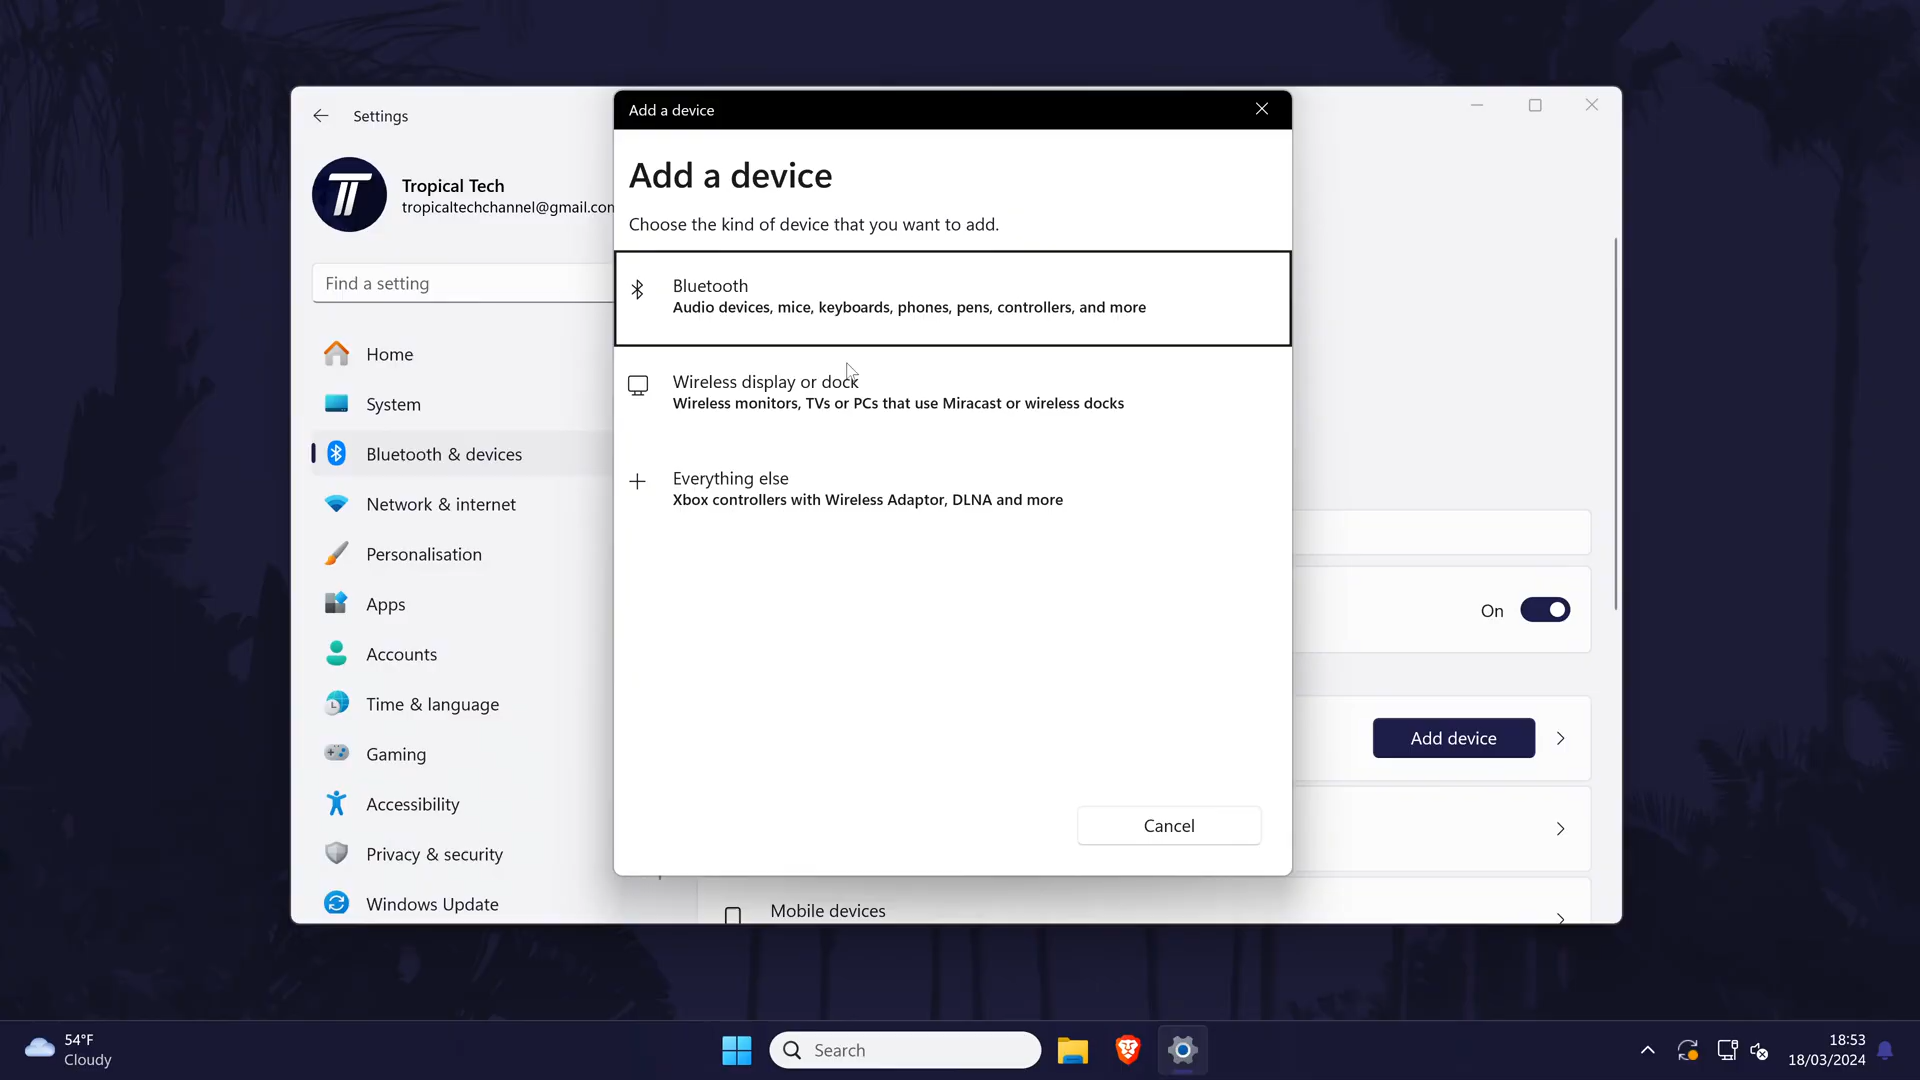 Settings
Tropical Tech
tropicaltechchannel@gmail.com
Find a setting
Home
System
Bluetooth & devices
Network & internet
Personalisation
Apps
Accounts
Time & language
Gaming
Accessibility
Privacy & security
Windows Update
Add a device
Add a device
Choose the kind of device that you want to add.
Bluetooth
Audio devices, mice, keyboards, phones, pens, controllers, and more
Wireless display or dock
Wireless monitors, TVs or PCs that use Miracast or wireless docks
Everything else
Xbox controllers with Wireless Adaptor, DLNA and more
Cancel
On
Add device
Mobile devices
54°F
Cloudy
Search
18:53
18/03/2024